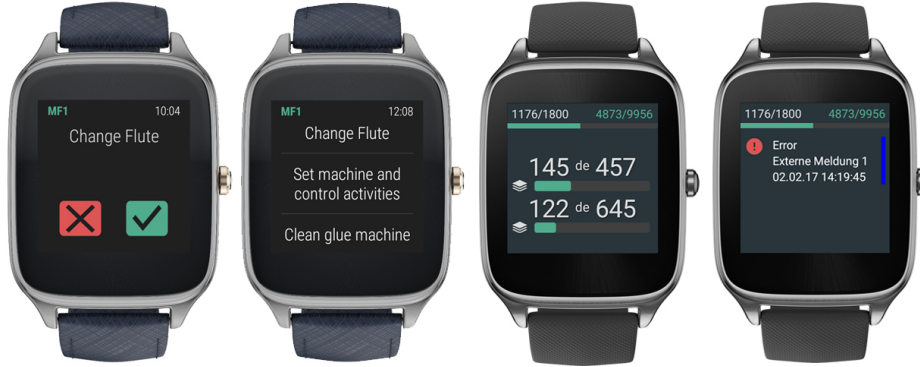 MF1 10:04
Change Flute
MF1 12:08
Change Flute
Set machine and
control activities
Clean glue machine
1176/1800 4873/9956
145 de 457
122 de 645
1176/1800 4873/9956
Error
Externe Meldung 1
02.02.17 14:19:45